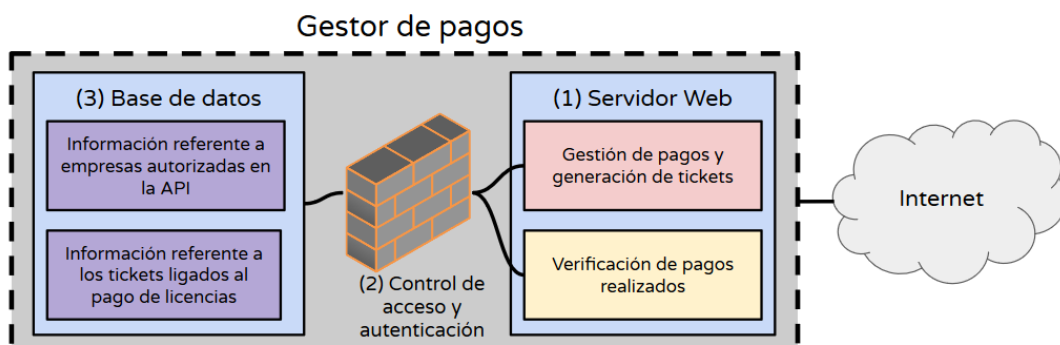 Gestor de pagos
(3) Base de datos
Información referente a
empresas autorizadas en
la API
Información referente a
los tickets ligados al
pago de licencias
(2) Control de
acceso y
autenticación
(1) Servidor Web
Gestión de pagos y
generación de tickets
Verificación de pagos
realizados
Internet